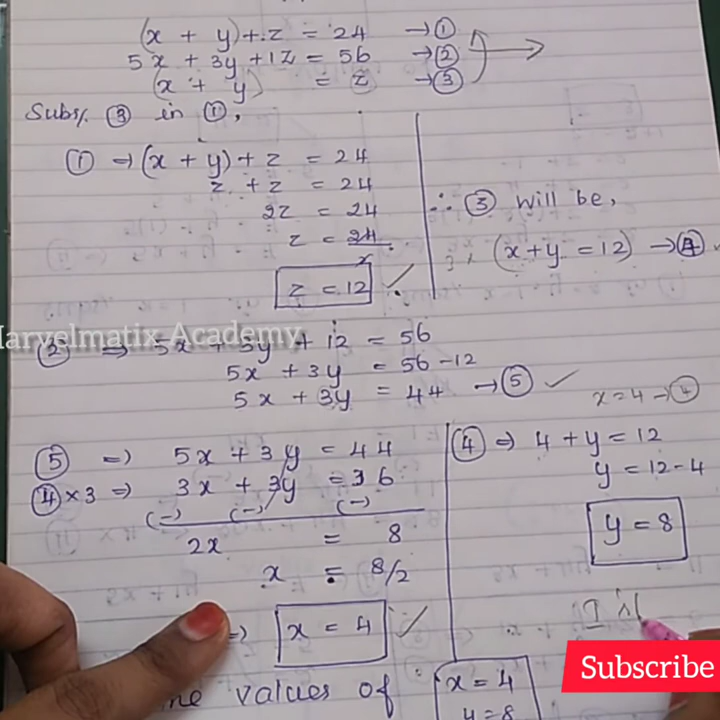 (x + y) + z = 24 → ①
5x + 3y + 1z = 56 → ②
(x + y) = z → ③
Subs/. ③ in ①,
① ⇒ (x + y) + z = 24
z + z = 24
2z = 24
z = 24/2
z = 12 ✓
∴ ③ will be,
(x + y = 12) → ④
Marvelmatix Academy
② ⇒ 5x + 3y + 12 = 56
5x + 3y = 56 - 12
5x + 3y = 44 → ⑤ ✓
x = 4 → ④
⑤ ⇒ 5x + 3y = 44
④ × 3 ⇒ 3x + 3y = 36
(-) (-) (-)
2x = 8
x = 8/2
⇒ x = 4 ✓
④ ⇒ 4 + y = 12
y = 12 - 4
y = 8
Subscribe
values of x = 4
y = 8